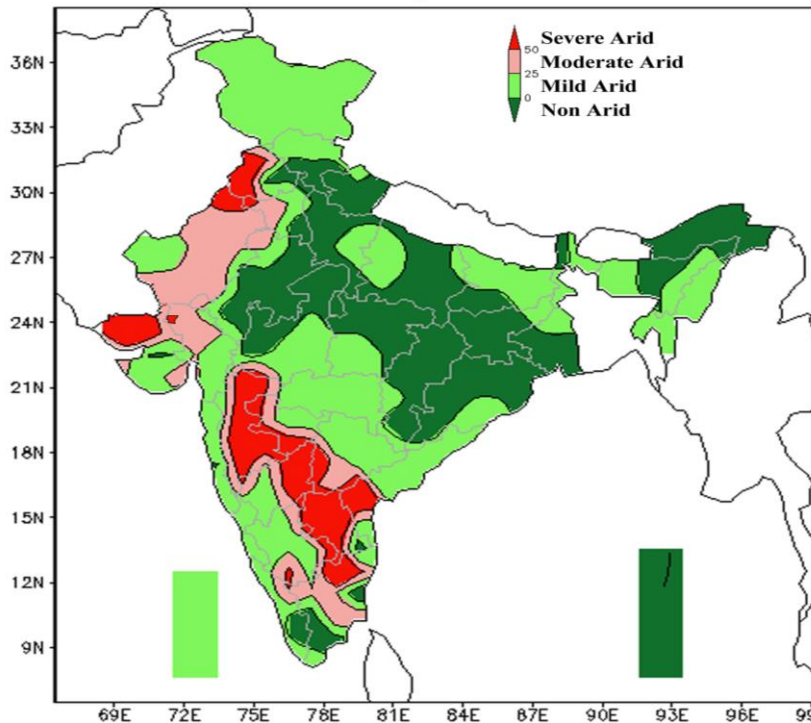 Severe Arid
50
Moderate Arid
25
Mild Arid
0
Non Arid
36N
33N
30N
27N
24N
21N
18N
15N
12N
9N
69E 72E 75E 78E 81E 84E 87E 90E 93E 96E 99